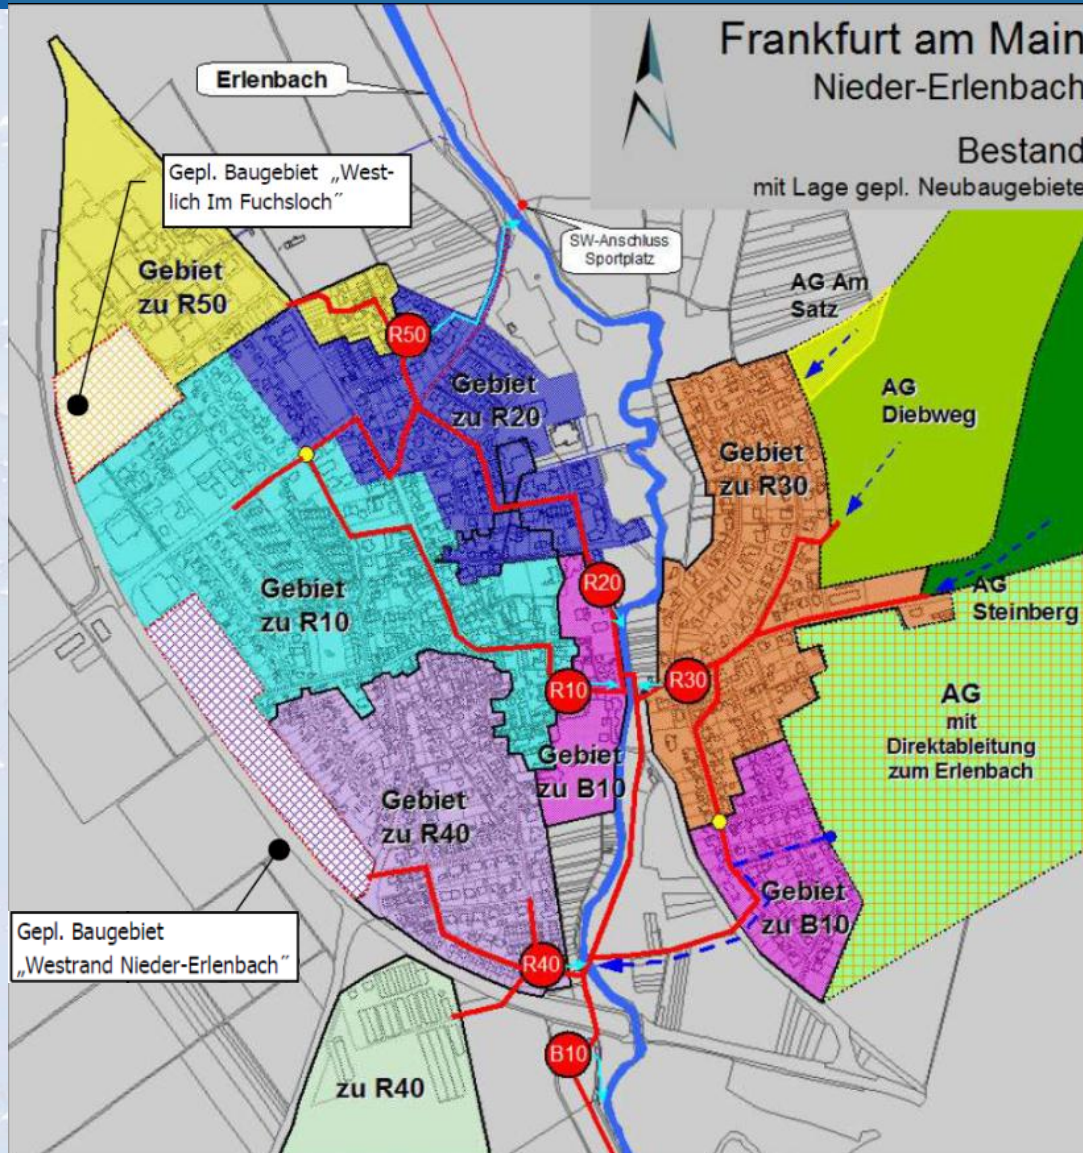 Frankfurt am Main
Nieder-Erlenbach
Bestand
mit Lage gepl. Neubaugebiete
Erlenbach
Gepl. Baugebiet „West-
lich Im Fuchsloch"
SW-Anschluss
Sportplatz
Gebiet
zu R50
R50
AG Am
Satz
Gebiet
zu R20
AG
Diebweg
Gebiet
zu R30
R20
Gebiet
zu R10
AG
Steinberg
R10
R30
AG
mit
Direktableitung
zum Erlenbach
Gebiet
zu B10
Gebiet
zu R40
Gebiet
zu B10
Gepl. Baugebiet
„Westrand Nieder-Erlenbach"
R40
B10
zu R40